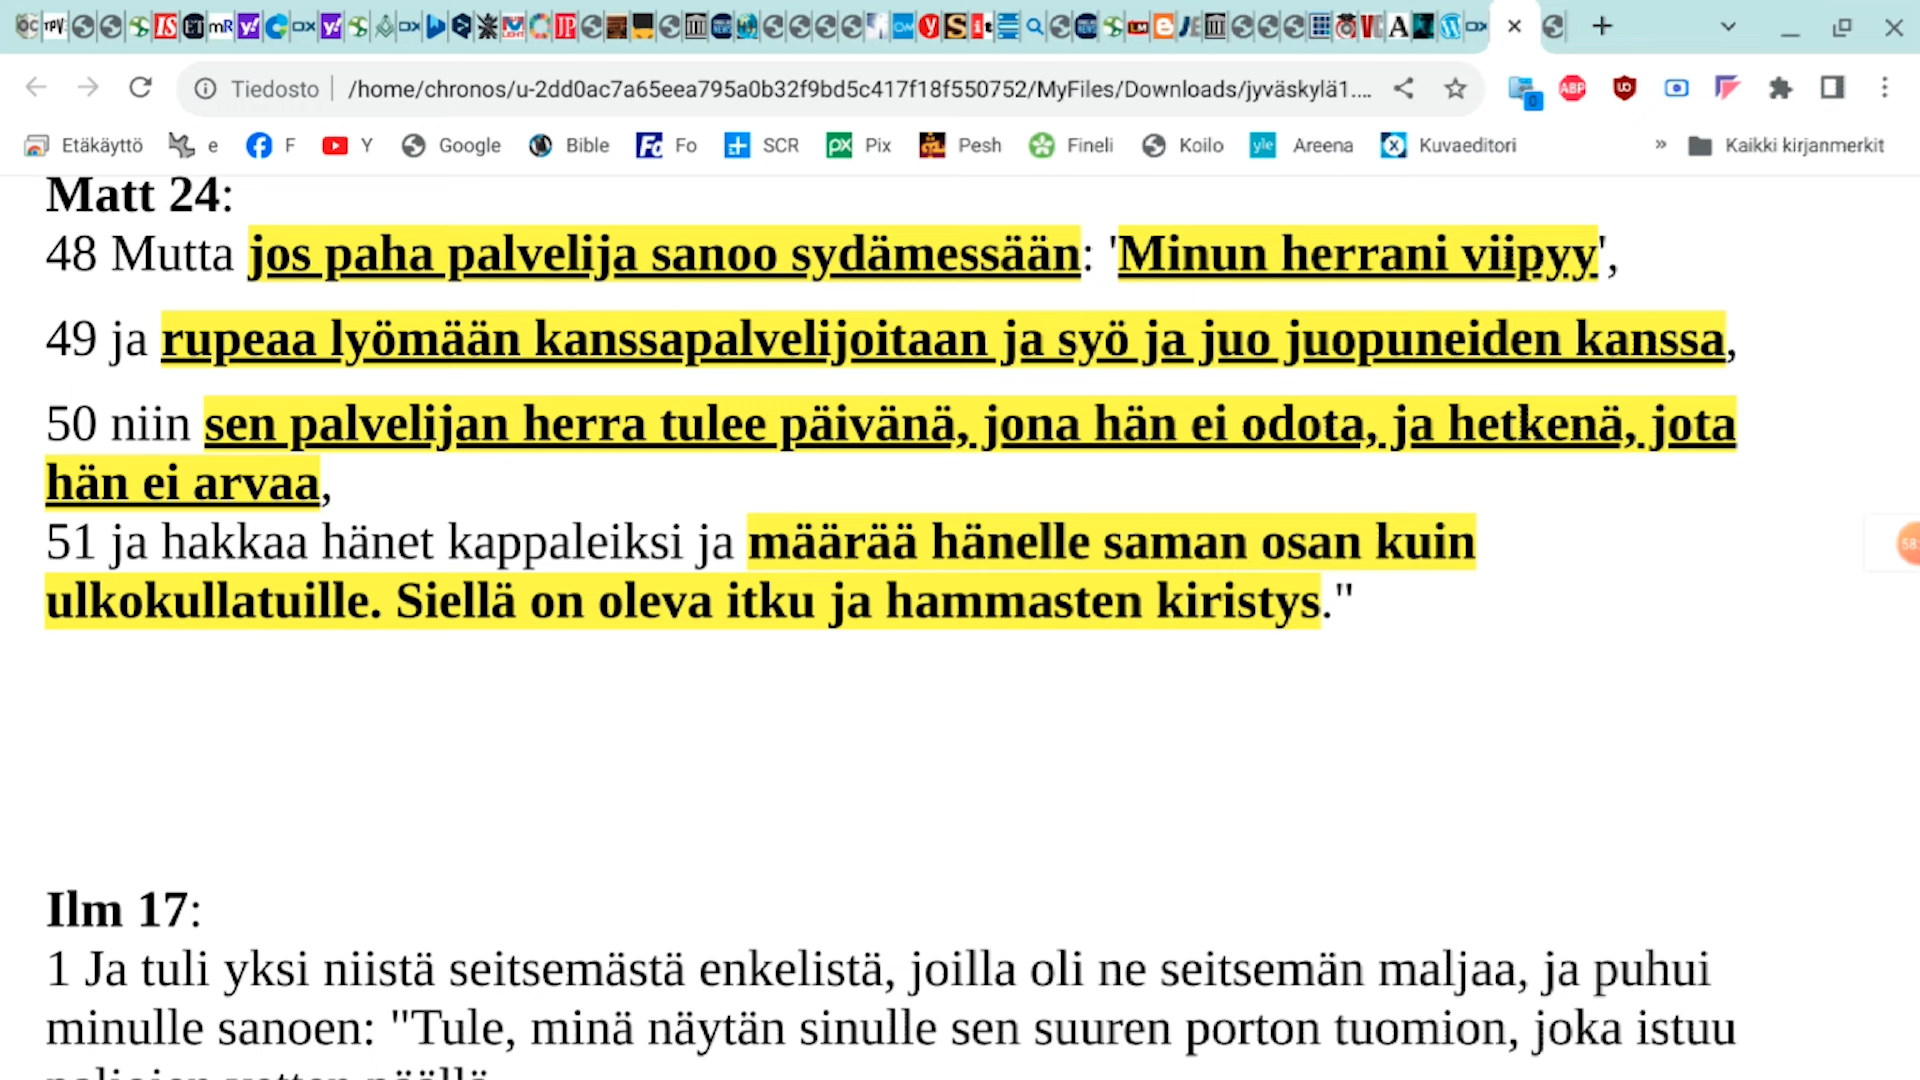 Tiedosto | /home/chronos/u-2dd0ac7a65eea795a0b32f9bd5c417f18f550752/MyFiles/Downloads/jyväskylä1....
Etäkäyttö e F Y Google Bible Fo SCR Pix Pesh Fineli Koilo Areena Kuvaeditori » Kaikki kirjanmerkit
Matt 24:
48 Mutta jos paha palvelija sanoo sydämessään: 'Minun herrani viipyy',
49 ja rupeaa lyömään kanssapalvelijoitaan ja syö ja juo juopuneiden kanssa,
50 niin sen palvelijan herra tulee päivänä, jona hän ei odota, ja hetkenä, jota
hän ei arvaa,
51 ja hakkaa hänet kappaleiksi ja määrää hänelle saman osan kuin
ulkokullatuille. Siellä on oleva itku ja hammasten kiristys."
Ilm 17:
1 Ja tuli yksi niistä seitsemästä enkelistä, joilla oli ne seitsemän maljaa, ja puhui
minulle sanoen: "Tule, minä näytän sinulle sen suuren porton tuomion, joka istuu